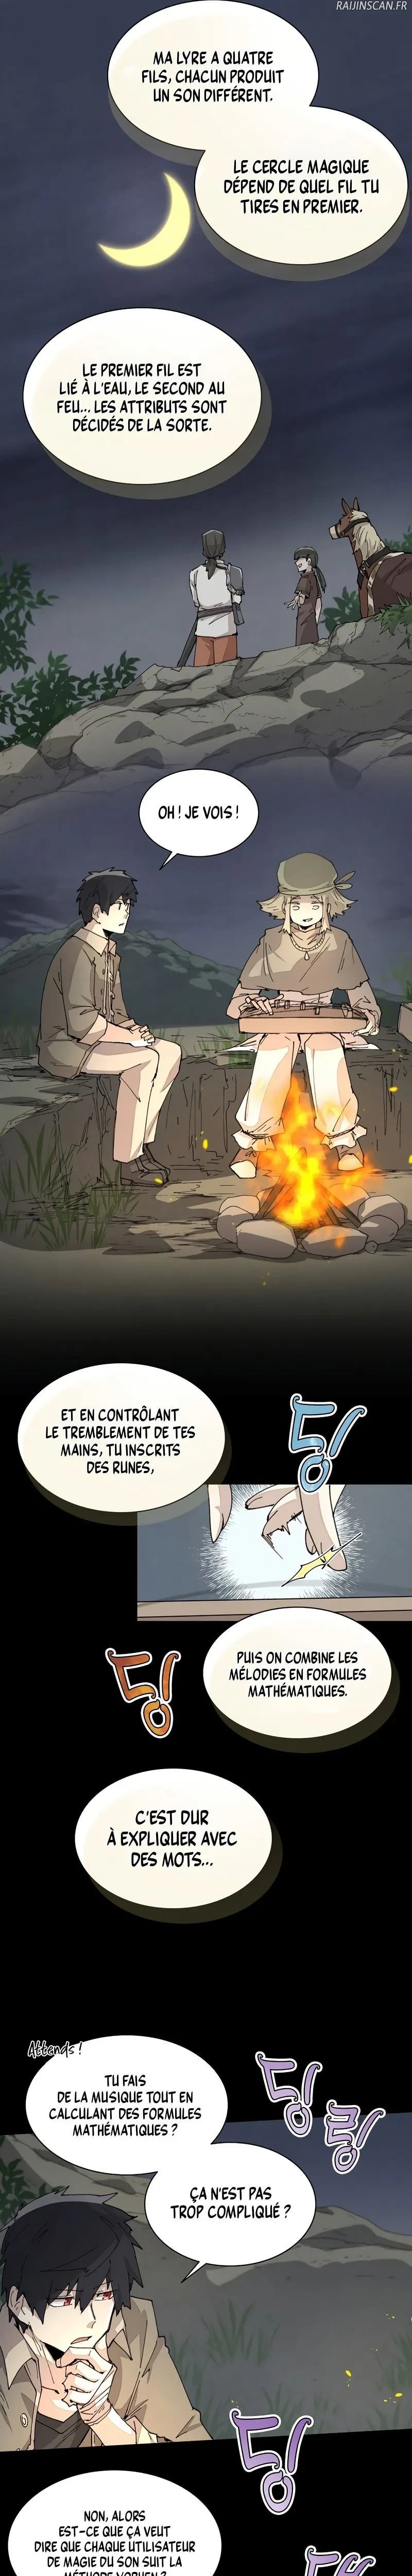 RAIJINSCAN.FR
MA LYRE A QUATRE
FILS, CHACUN PRODUIT
UN SON DIFFÉRENT.
LE CERCLE MAGIQUE
DÉPEND DE QUEL FIL TU
TIRES EN PREMIER.
LE PREMIER FIL EST
LIÉ À L'EAU, LE SECOND AU
FEU... LES ATTRIBUTS SONT
DÉCIDÉS DE LA SORTE.
OH ! JE VOIS !
ET EN CONTRÔLANT
LE TREMBLEMENT DE TES
MAINS, TU INSCRITS
DES RUNES,
딩!
PUIS ON COMBINE LES
MÉLODIES EN FORMULES
MATHÉMATIQUES.
딩!
C'EST DUR
À EXPLIQUER AVEC
DES MOTS...
Attends !
TU FAIS
DE LA MUSIQUE TOUT EN
CALCULANT DES FORMULES
MATHÉMATIQUES ?
딩!
링!
ÇA N'EST PAS
TROP COMPLIQUÉ ?
딩!
NON, ALORS
EST-CE QUE ÇA VEUT
DIRE QUE CHAQUE UTILISATEUR
DE MAGIE DU SON SUIT LA